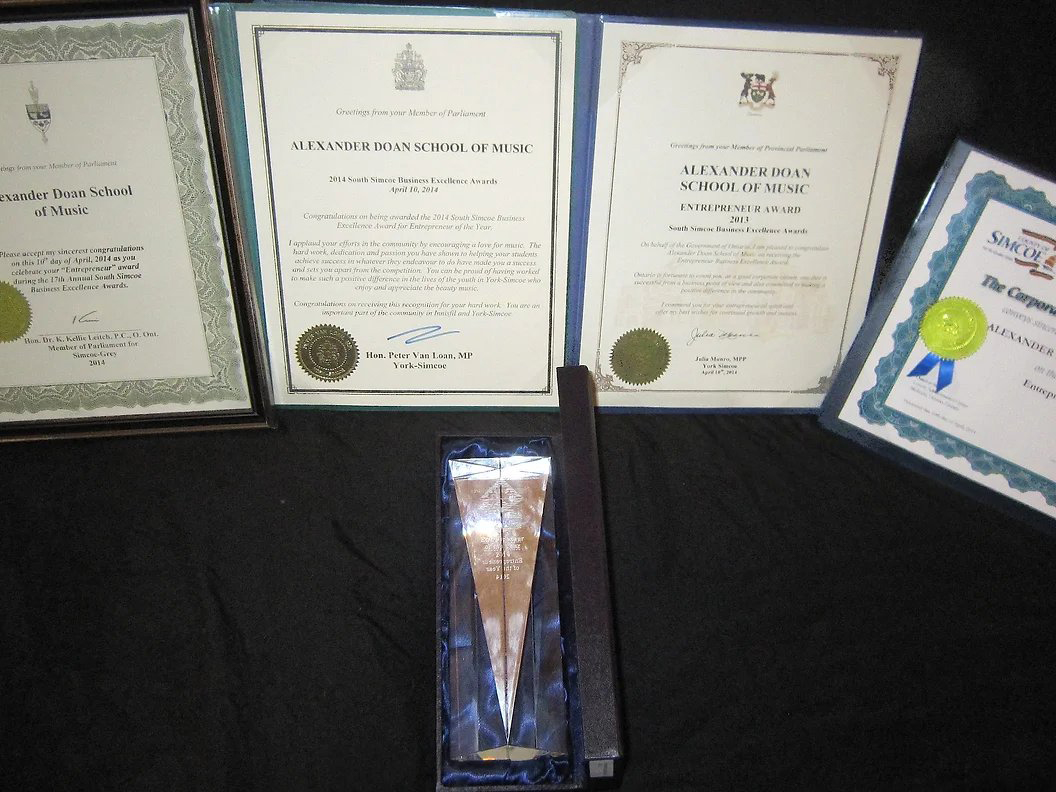 ings from your Member of Parliament
exander Doan School
of Music
Please accept my sincerest congratulations
on this 10th day of April, 2014 as you
celebrate your "Entrepreneur" award
during the 17th Annual South Simcoe
Business Excellence Awards.
Hon. Dr. K. Kellie Leitch, P.C., O. Ont.
Member of Parliament for
Simcoe-Grey
2014
Greetings from your Member of Parliament
ALEXANDER DOAN SCHOOL OF MUSIC
2014 South Simcoe Business Excellence Awards
April 10, 2014
Congratulations on being awarded the 2014 South Simcoe Business
Excellence Award for Entrepreneur of the Year.
I applaud your efforts in the community by encouraging a love for music. The
hard work, dedication and passion you have shown to helping your students
achieve success in whatever they endeavour to do have made you a success
and sets you apart from the competition. You can be proud of having worked
to make such a positive difference in the lives of the youth in York-Simcoe who
enjoy and appreciate the beauty music.
Congratulations on receiving this recognition for your hard work. You are an
important part of the community in Innisfil and York-Simcoe.
Hon. Peter Van Loan, MP
York-Simcoe
Greetings from your Member of Provincial Parliament
ALEXANDER DOAN
SCHOOL OF MUSIC
ENTREPRENEUR AWARD
2013
South Simcoe Business Excellence Awards
On behalf of the Government of Ontario, I am pleased to congratulate
Alexander Doan School of Music on receiving the
Entrepreneur Business Excellence Award.
Ontario is fortunate to count you as a good corporate citizen that is
successful from a business point of view and also committed to making a
positive difference in the community.
I commend you for your entrepreneurial spirit and
offer my best wishes for continued growth and success.
Julia Munro, MPP
York Simcoe
April 10th, 2014
COUNTY OF
SIMCOE
The Corpor
ALEXANDER
on th
Entrep
Entrepreneur
of the Year
2014